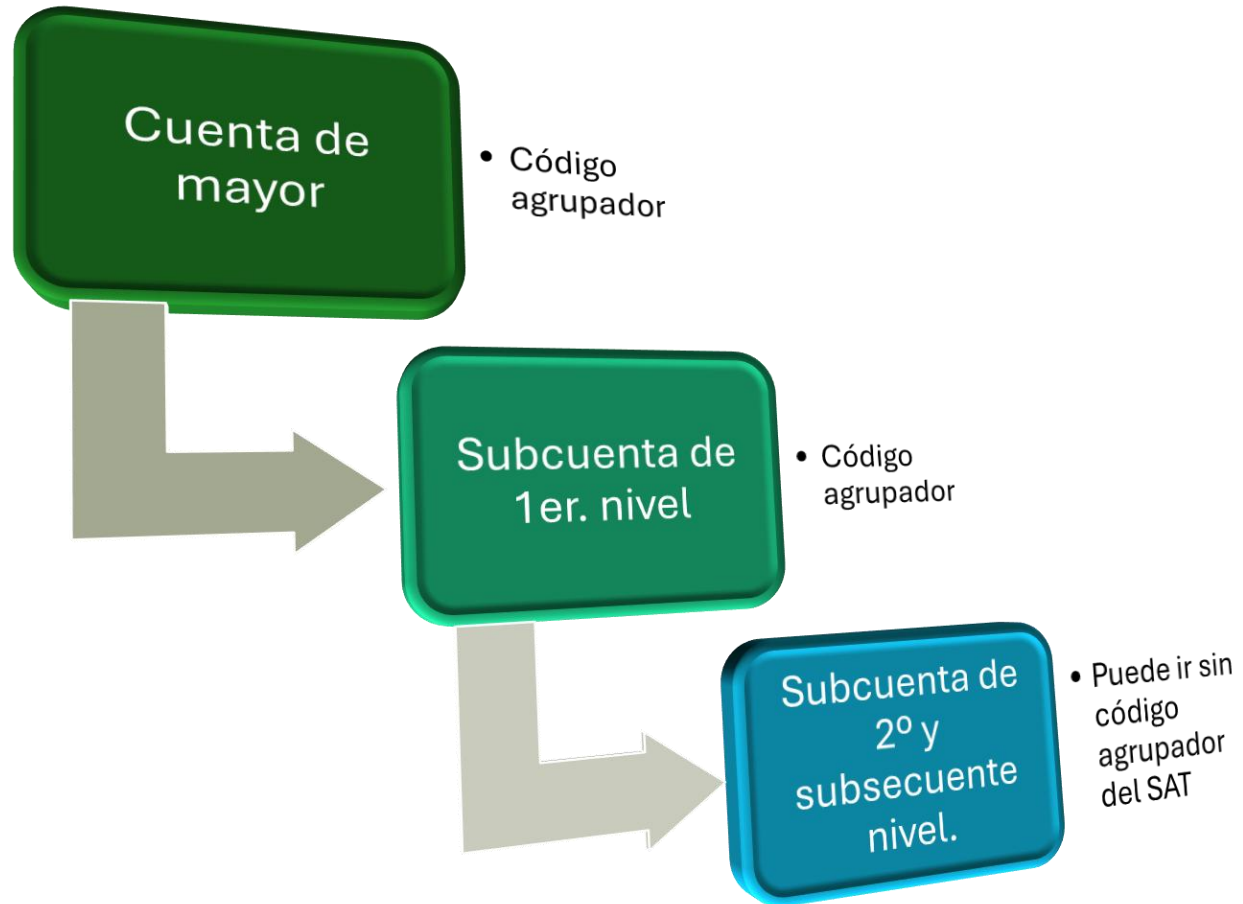 Cuenta de
mayor
• Código
agrupador
Subcuenta de
1er. nivel
• Código
agrupador
Subcuenta de
2º y
subsecuente
nivel.
• Puede ir sin
código
agrupador
del SAT